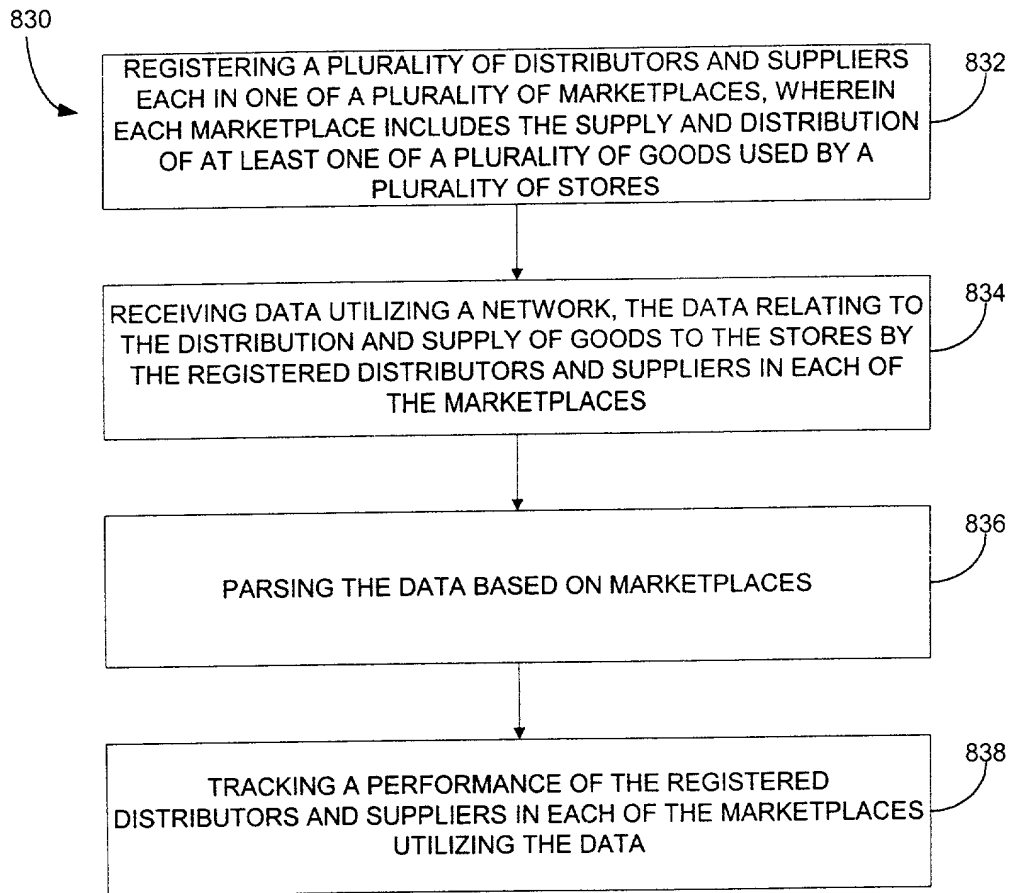 830
REGISTERING A PLURALITY OF DISTRIBUTORS AND SUPPLIERS
EACH IN ONE OF A PLURALITY OF MARKETPLACES, WHEREIN
EACH MARKETPLACE INCLUDES THE SUPPLY AND DISTRIBUTION
OF AT LEAST ONE OF A PLURALITY OF GOODS USED BY A
PLURALITY OF STORES
832
RECEIVING DATA UTILIZING A NETWORK, THE DATA RELATING TO
THE DISTRIBUTION AND SUPPLY OF GOODS TO THE STORES BY
THE REGISTERED DISTRIBUTORS AND SUPPLIERS IN EACH OF
THE MARKETPLACES
834
PARSING THE DATA BASED ON MARKETPLACES
836
TRACKING A PERFORMANCE OF THE REGISTERED
DISTRIBUTORS AND SUPPLIERS IN EACH OF THE MARKETPLACES
UTILIZING THE DATA
838